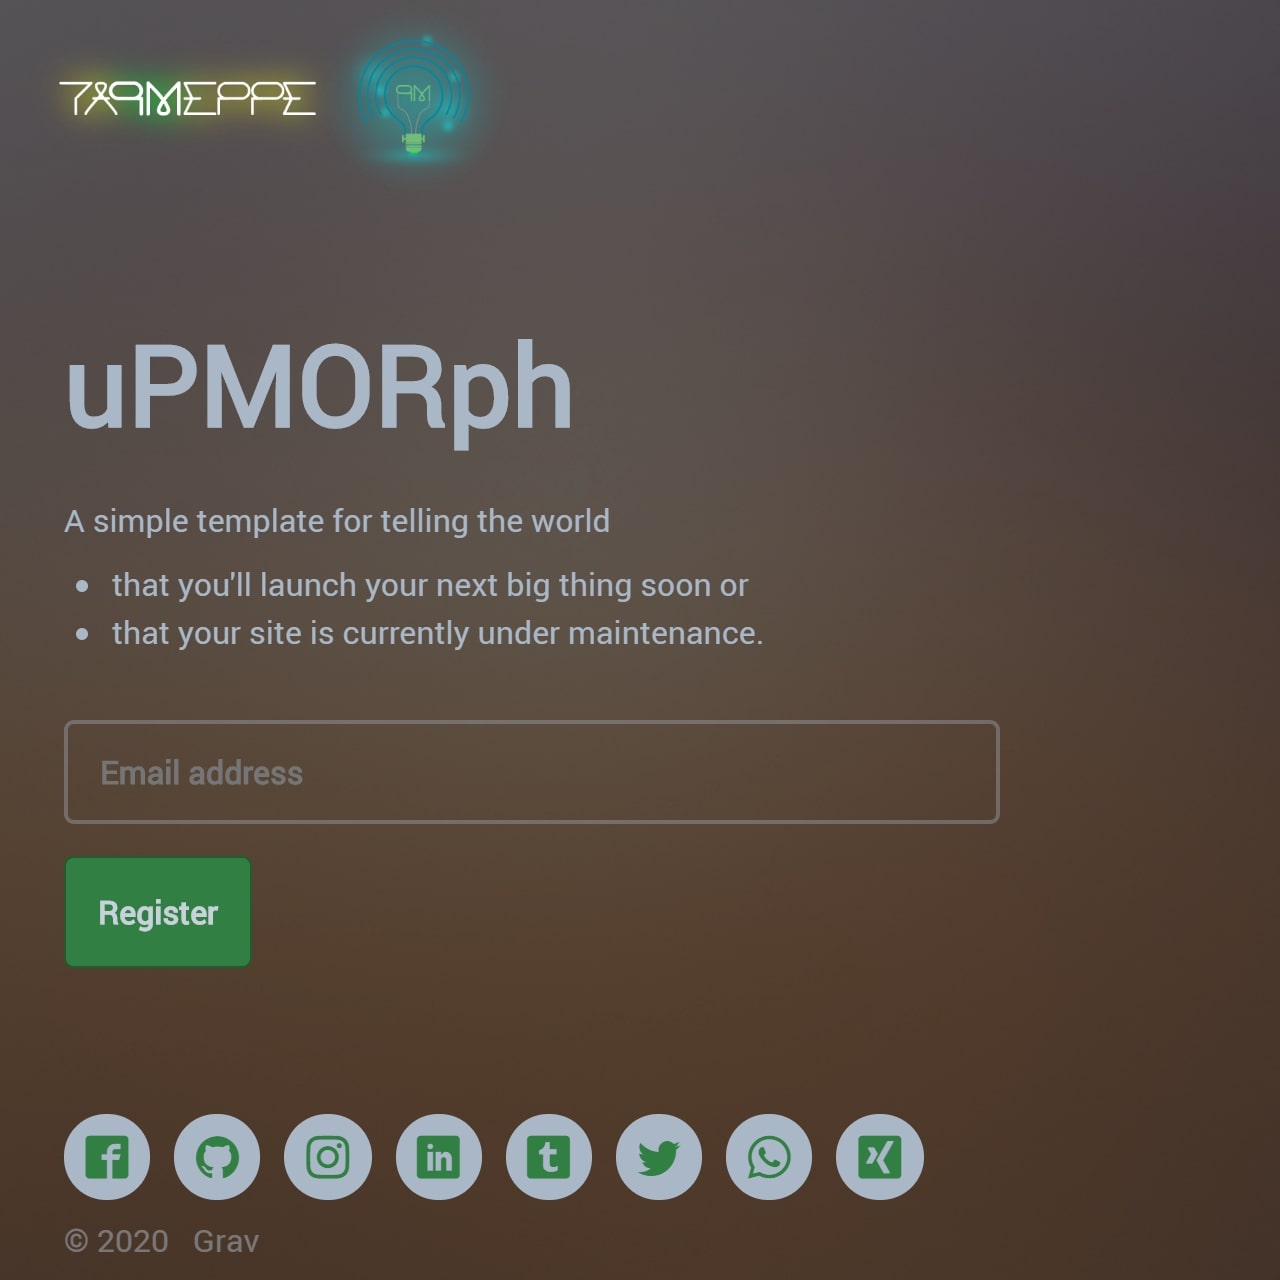 PM
uPMORph
A simple template for telling the world
• that you'll launch your next big thing soon or
• that your site is currently under maintenance.
Email address
Register
© 2020 Grav